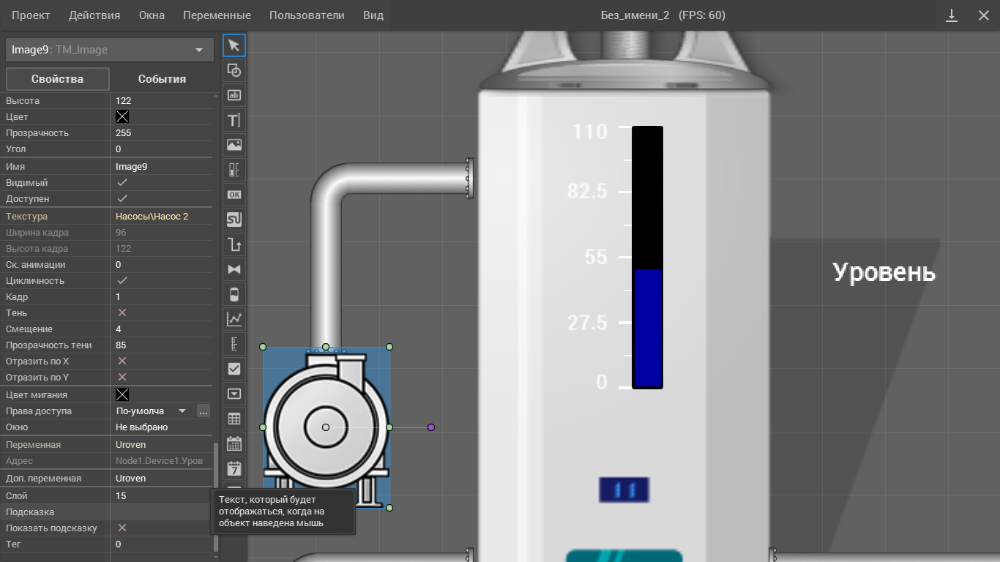 Проект Действия Окна Переменные Пользователи Вид Без_имени_2 (FPS: 60)
Image9: TM_Image
Свойства События
Высота 122
Цвет
Прозрачность 255
Угол 0
Имя Image9
Видимый
Доступен
Текстура Насосы\Насос 2
Ширина кадра 96
Высота кадра 122
Ск. анимации 0
Цикличность
Кадр 1
Тень
Смещение 4
Прозрачность тени 85
Отразить по X
Отразить по Y
Цвет мигания
Права доступа По-умолча ...
Окно Не выбрано
Переменная Uroven
Адрес Node1.Device1.Уров
Доп. переменная Uroven
Слой 15
Подсказка
Показать подсказку
Тег 0
ab
T
OK
7
Текст, который будет
отображаться, когда на
объект наведена мышь
110
82.5
55
27.5
0
Уровень
11